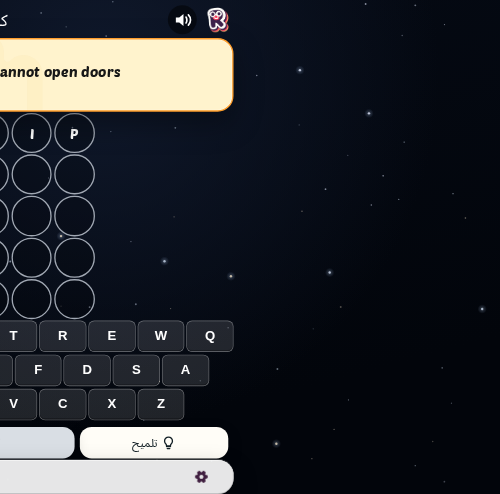 annot open doors
I P
T R E W Q
F D S A
V C X Z
تلميح